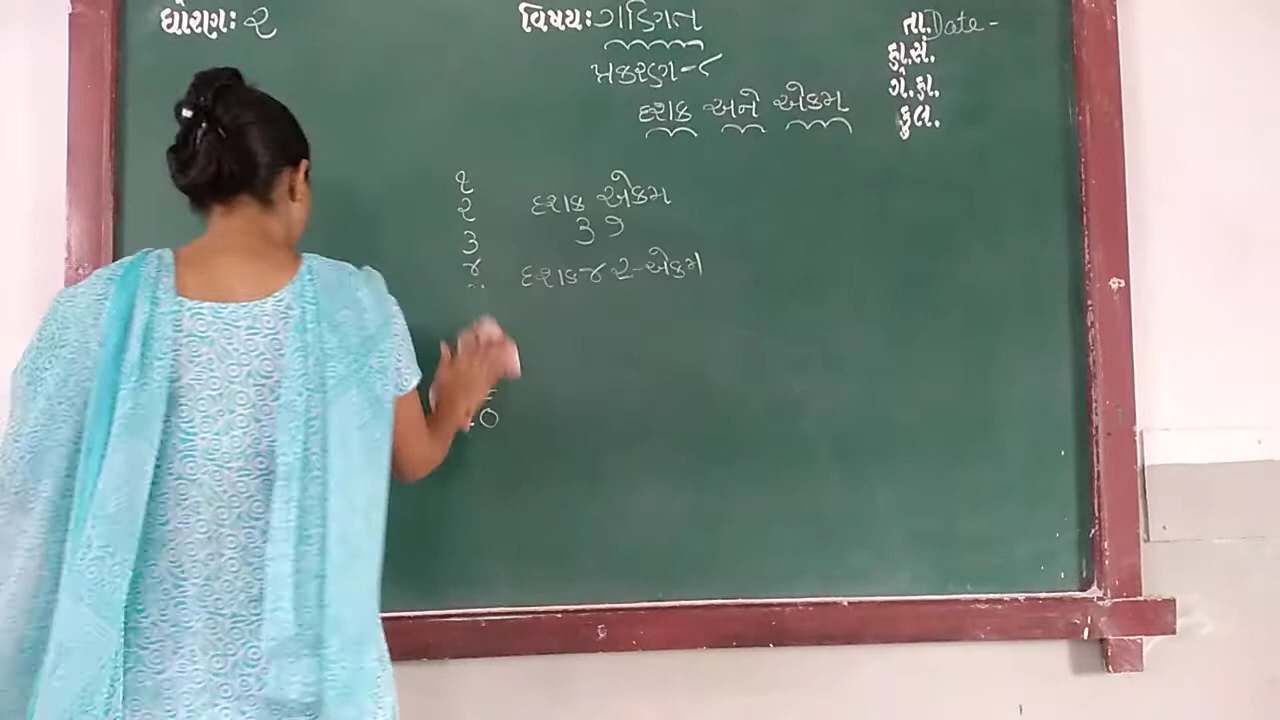 ધોરણ: ૨
વિષય: ગણિત
પ્રકરણ-૮
દશક અને એકમ
તા. Date -
હા.સં.
ગે.હા.
કુલ.
૧
૨
૩
૪
૦
દશક એકમ
૩ ૭
દશક-૪ ૨-એકમ